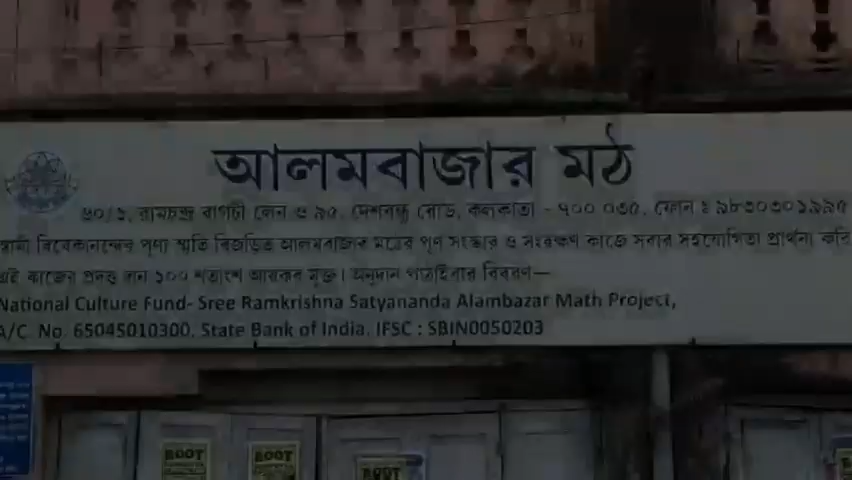 আলমবাজার মঠ
৬০/১, রামচন্দ্র বাগচী লেন ও ৯৫, দেশবন্ধু রোড, কলকাতা - ৭০০ ০৩৫, ফোন ঃ ৯৮৩০৩০১৯৯৫
স্বামী বিবেকানন্দের পূণ্য স্মৃতি বিজড়িত আলমবাজার মঠের পূণ সংস্কার ও সংরক্ষণ কাজে সবার সহযোগিতা প্রার্থনা করি
এই কাজের প্রদত্ত দান ১০০ শতাংশ আয়কর মুক্ত। অনুদান পাঠাইবার বিবরণ—
National Culture Fund- Sree Ramkrishna Satyananda Alambazar Math Project,
A/C No. 65045010300, State Bank of India, IFSC : SBIN0050203
ROOT
ROOT
ROOT